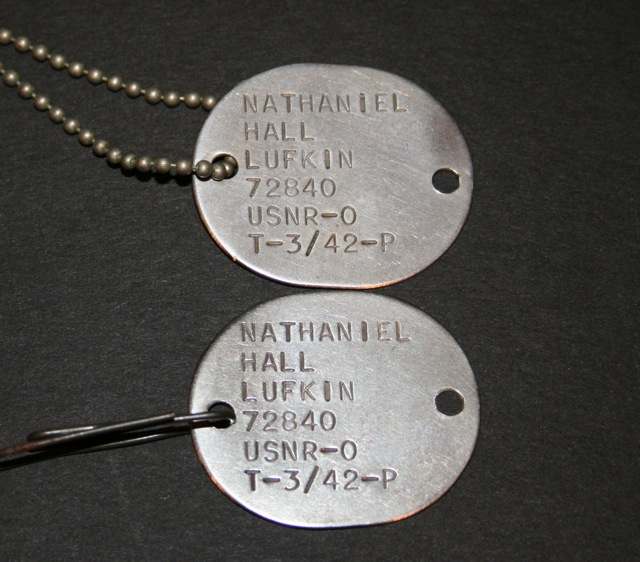 NATHANIEL
HALL
LUFKIN
72840
USNR-O
T-3/42-P
NATHANIEL
HALL
LUFKIN
72840
USNR-O
T-3/42-P